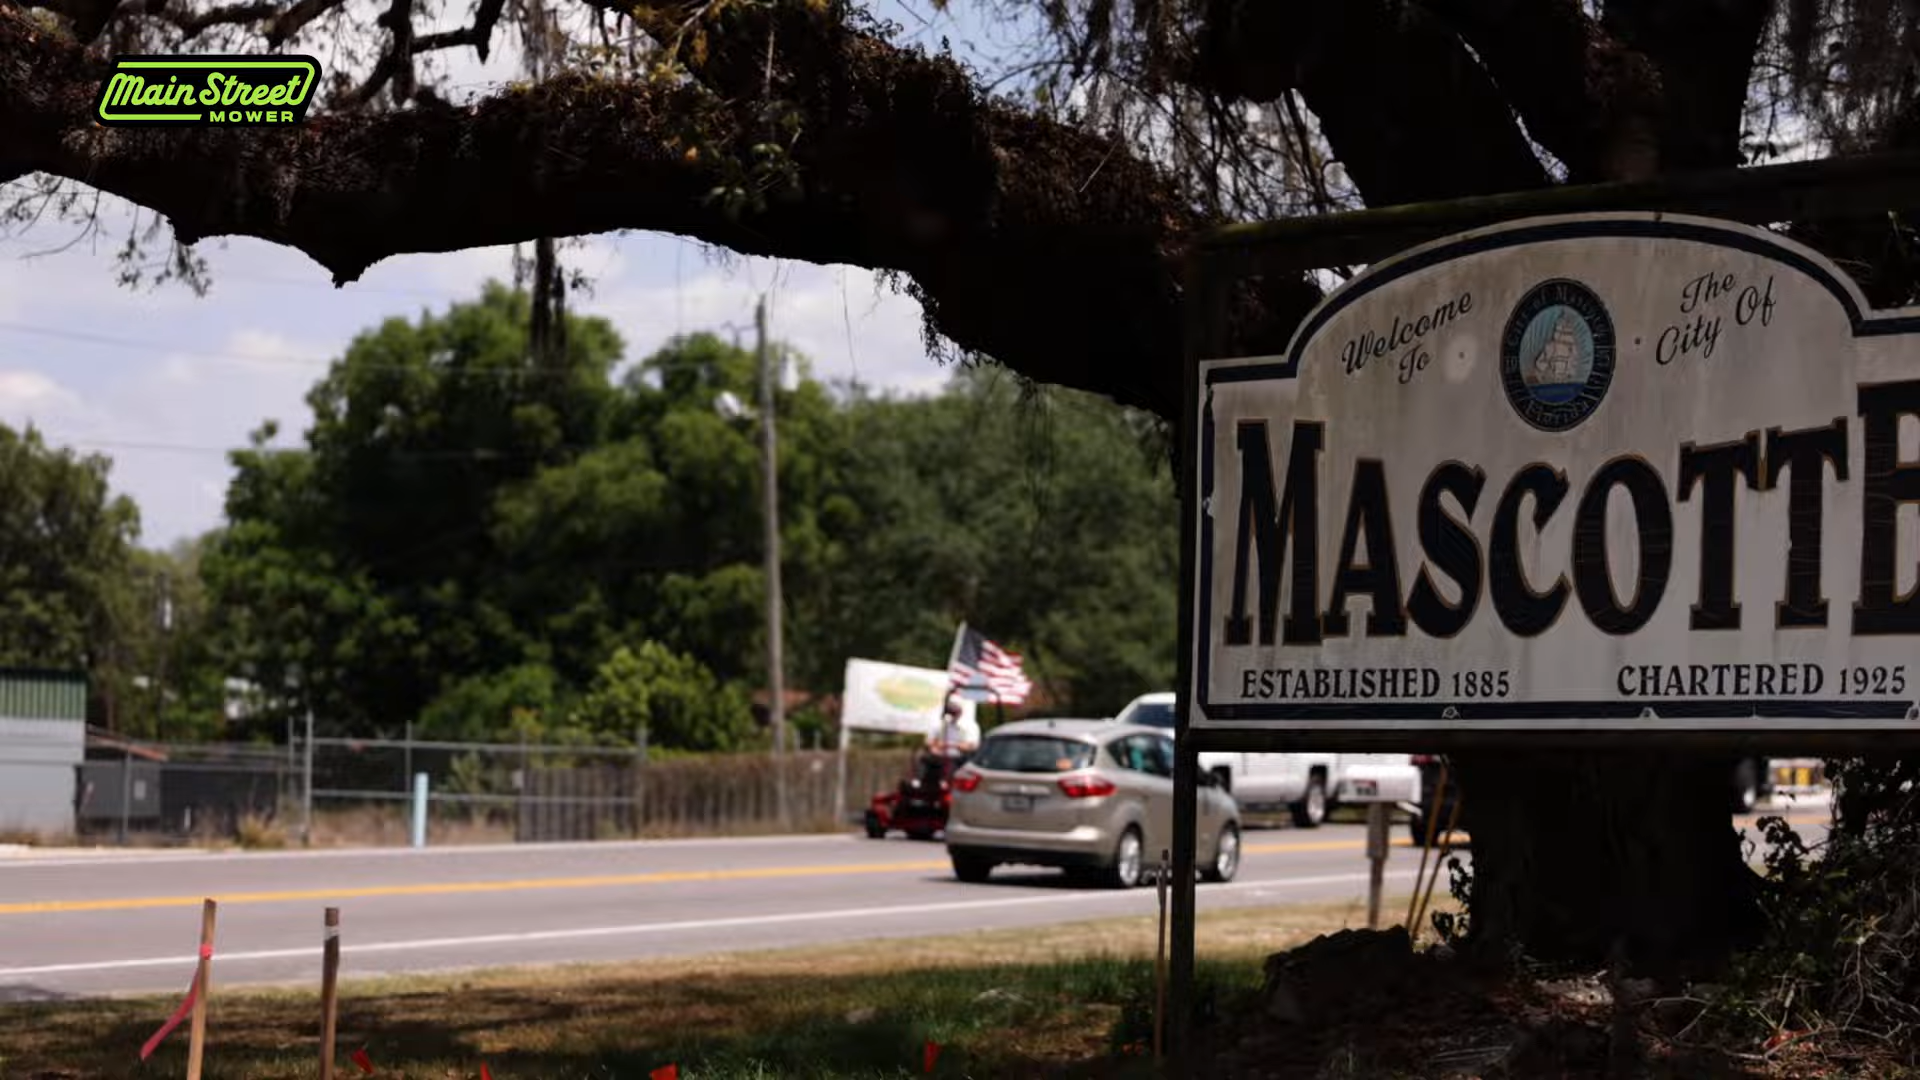 Main Street
MOWER
Welcome
To
The
City Of
MASCOTTE
ESTABLISHED 1885
CHARTERED 1925